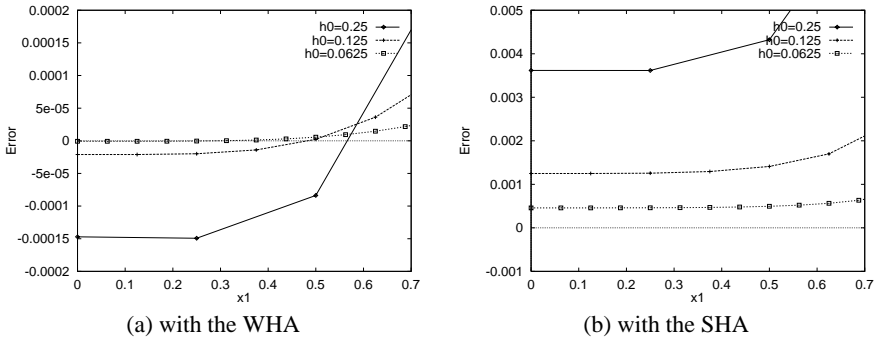 0.0002
0.00015
0.0001
5e-05
0
-5e-05
-0.0001
-0.00015
-0.0002
Error
h0=0.25
h0=0.125
h0=0.0625
0 0.1 0.2 0.3 0.4 0.5 0.6 0.7
x1
(a) with the WHA
0.005
0.004
0.003
0.002
0.001
0
-0.001
Error
h0=0.25
h0=0.125
h0=0.0625
0 0.1 0.2 0.3 0.4 0.5 0.6 0.7
x1
(b) with the SHA